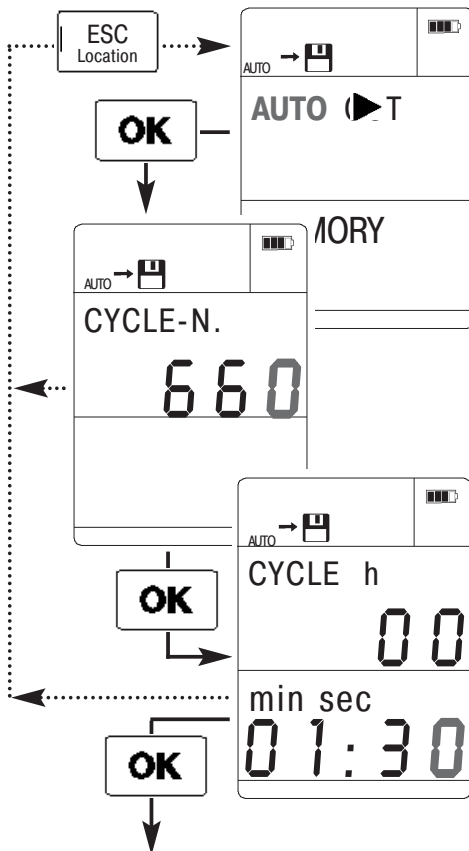 ESC
Location
AUTO
AUTO
OK
MORY
AUTO
CYCLE-N.
660
AUTO
CYCLE h
00
OK
min sec
01:30
OK